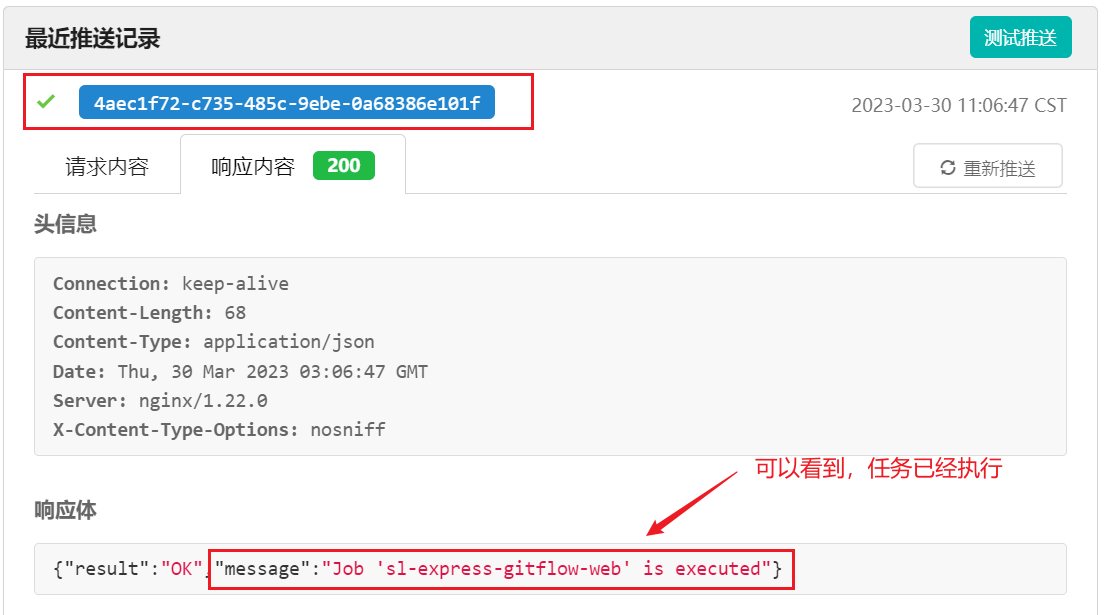 最近推送记录
测试推送
4aec1f72-c735-485c-9ebe-0a68386e101f
2023-03-30 11:06:47 CST
请求内容
响应内容 200
重新推送
头信息
Connection: keep-alive
Content-Length: 68
Content-Type: application/json
Date: Thu, 30 Mar 2023 03:06:47 GMT
Server: nginx/1.22.0
X-Content-Type-Options: nosniff
可以看到，任务已经执行
响应体
{"result":"OK","message":"Job 'sl-express-gitflow-web' is executed"}